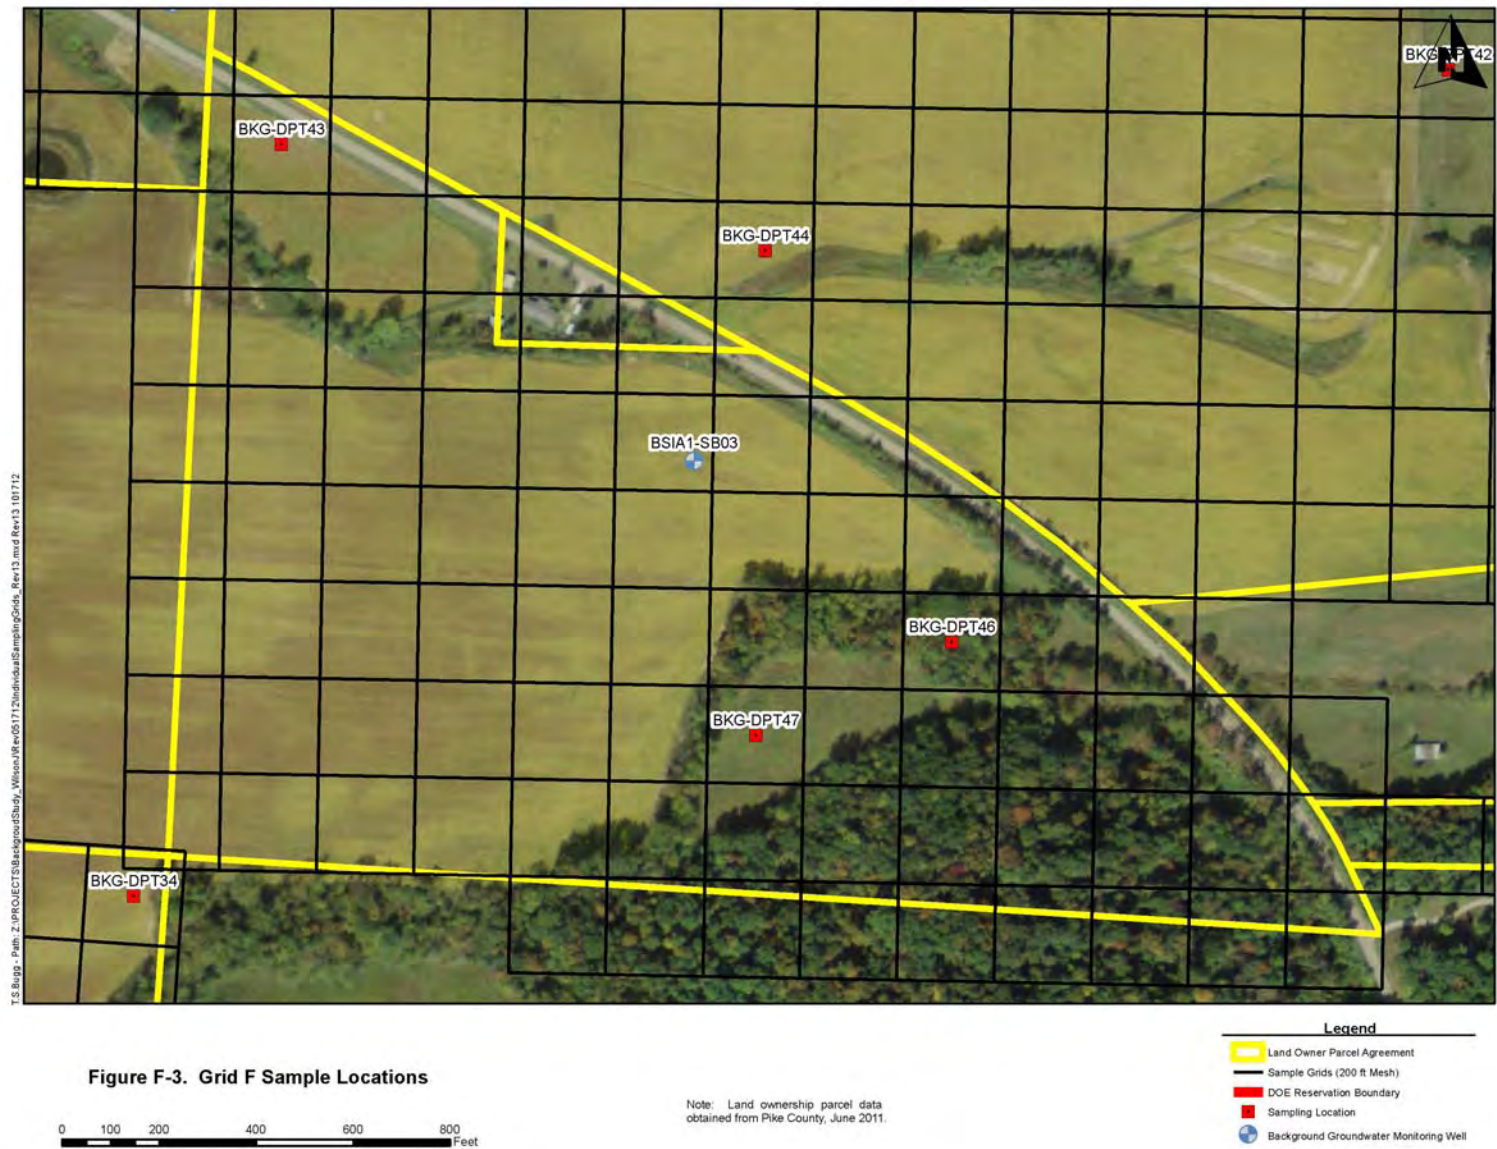 BKG-DPT42
N
BKG-DPT43
BKG-DPT44
BSIA1-SB03
BKG-DPT46
BKG-DPT47
BKG-DPT34
Legend
Land Owner Parcel Agreement
Sample Grids (200 ft Mesh)
DOE Reservation Boundary
Sampling Location
Background Groundwater Monitoring Well
Figure F-3. Grid F Sample Locations
Note: Land ownership parcel data
obtained from Pike County, June 2011.
0 100 200 400 600 800
Feet